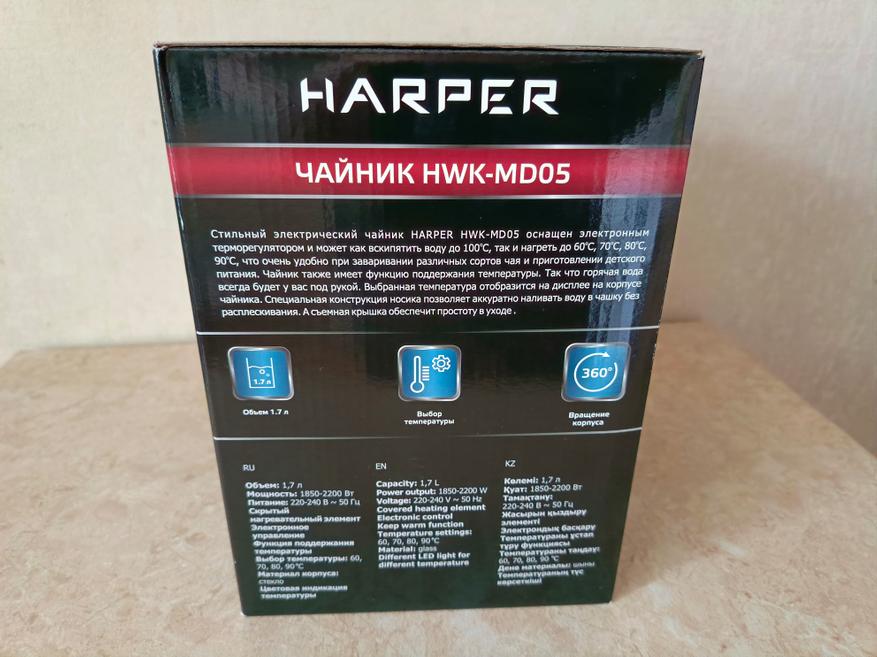 HARPER
ЧАЙНИК HWK-MD05
Стильный электрический чайник HARPER HWK-MD05 оснащен электронным
терморегулятором и может как вскипятить воду до 100°С, так и нагреть до 60°С, 70°С, 80°С,
90°С, что очень удобно при заваривании различных сортов чая и приготовлении детского
питания. Чайник также имеет функцию поддержания температуры. Так что горячая вода
всегда будет у вас под рукой. Выбранная температура отобразится на дисплее на корпусе
чайника. Специальная конструкция носика позволяет аккуратно наливать воду в чашку без
расплескивания. А съемная крышка обеспечит простоту в уходе.
1.7 л
360°
Объем 1.7 л
Выбор
температуры
Вращение
корпуса
RU
Объем: 1,7 л
Мощность: 1850-2200 Вт
Питание: 220-240 В ~ 50 Гц
Скрытый
нагревательный элемент
Электронное
управление
Функция поддержания
температуры
Выбор температуры: 60,
70, 80, 90°С
Материал корпуса:
стекло
Цветовая индикация
температуры
EN
Capacity: 1,7 L
Power output: 1850-2200 W
Voltage: 220-240 V ~ 50 Hz
Covered heating element
Electronic control
Keep warm function
Temperature settings:
60, 70, 80, 90°C
Material: glass
Different LED light for
different temperature
KZ
Көлемі: 1,7 л
Қуат: 1850-2200 Вт
Тамақтану:
220-240 В ~ 50 Гц
Жасырын қыздыру
элементі
Электрондық басқару
Температураны ұстап
тұру функциясы
Температураны таңдау:
60, 70, 80, 90 °С
Дене материалы: шыны
Температураның түс
көрсеткіші